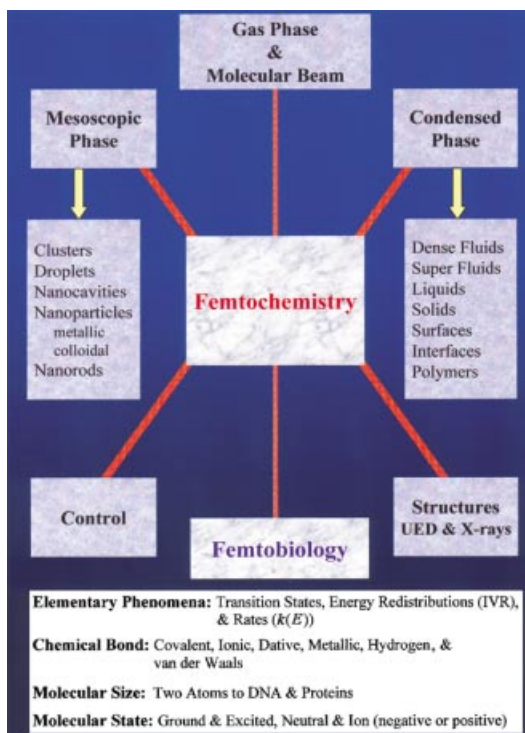 Gas Phase
&
Molecular Beam
Mesoscopic
Phase
Condensed
Phase
Clusters
Droplets
Nanocavities
Nanoparticles
metallic
colloidal
Nanorods
Femtochemistry
Dense Fluids
Super Fluids
Liquids
Solids
Surfaces
Interfaces
Polymers
Control
Femtobiology
Structures
UED & X-rays
Elementary Phenomena: Transition States, Energy Redistributions (IVR),
& Rates (k(E))
Chemical Bond: Covalent, Ionic, Dative, Metallic, Hydrogen, &
van der Waals
Molecular Size: Two Atoms to DNA & Proteins
Molecular State: Ground & Excited, Neutral & Ion (negative or positive)